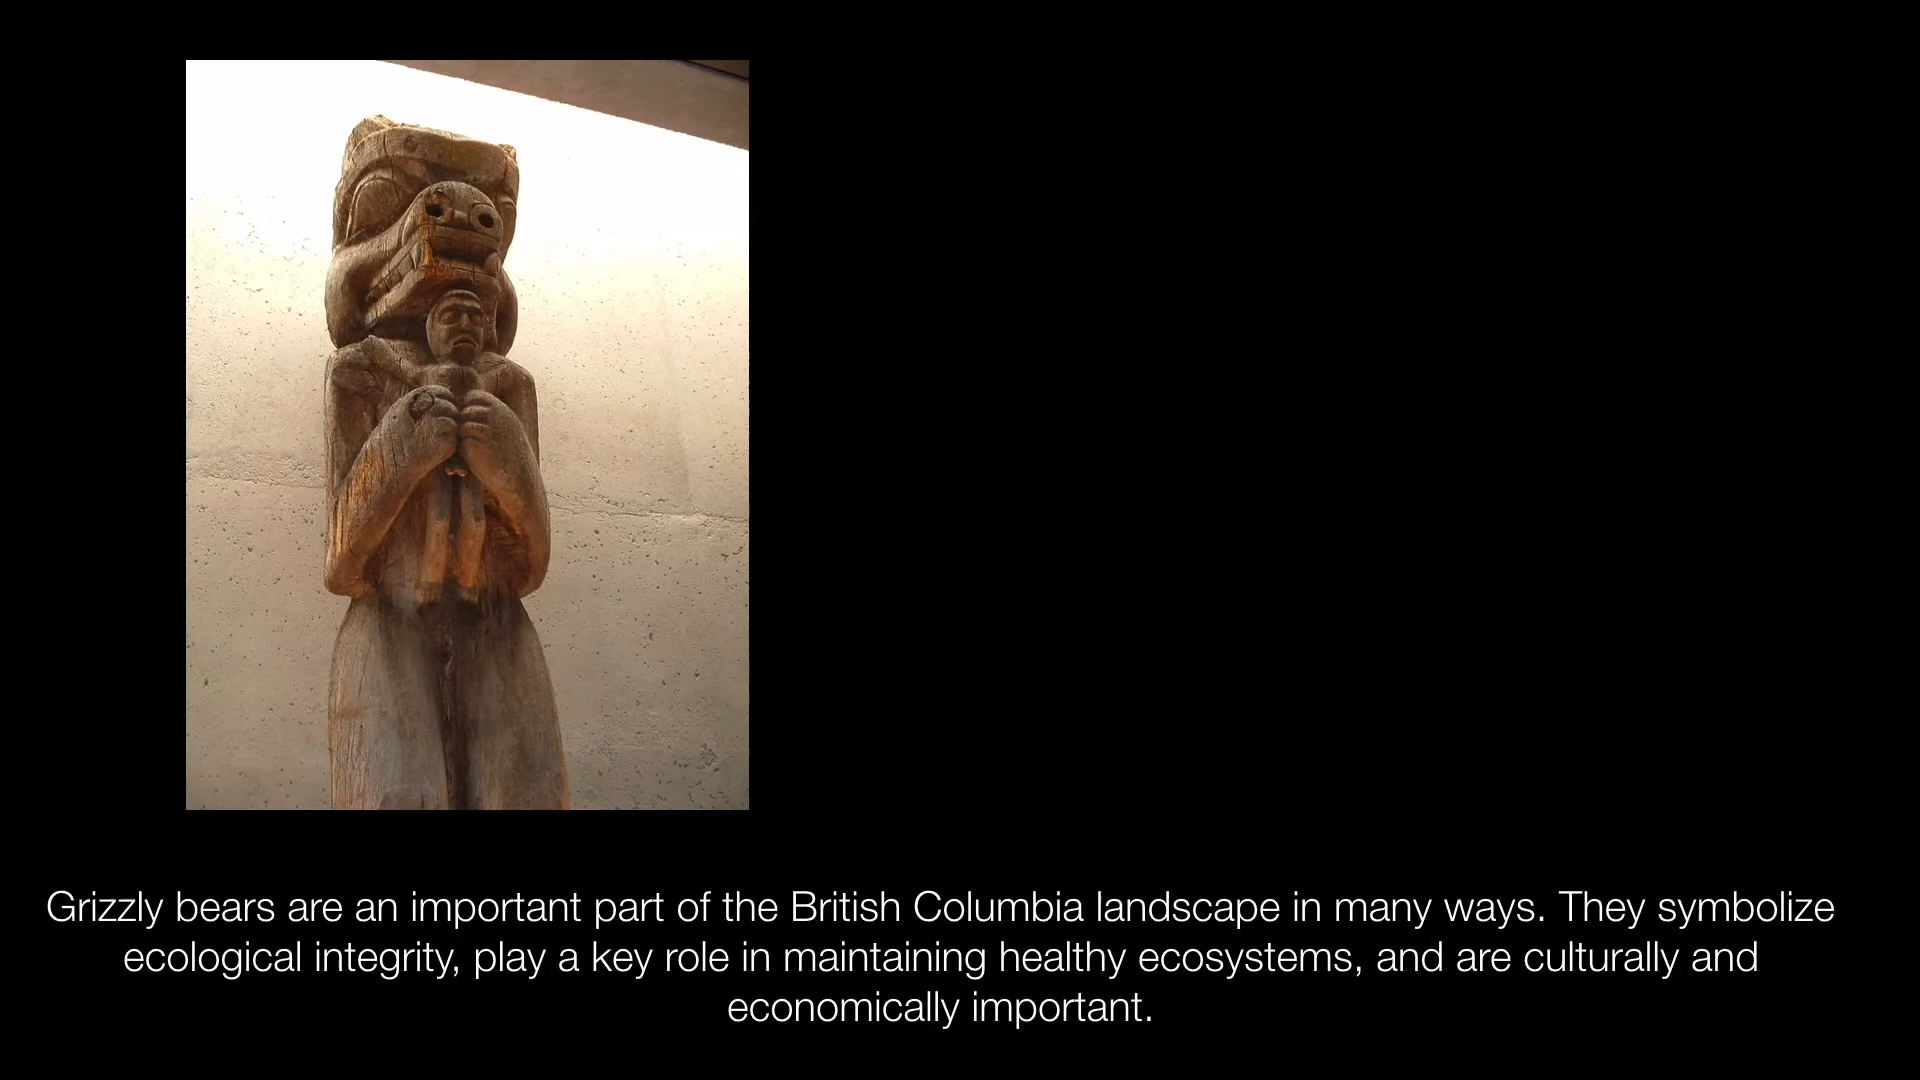 Grizzly bears are an important part of the British Columbia landscape in many ways. They symbolize
ecological integrity, play a key role in maintaining healthy ecosystems, and are culturally and
economically important.